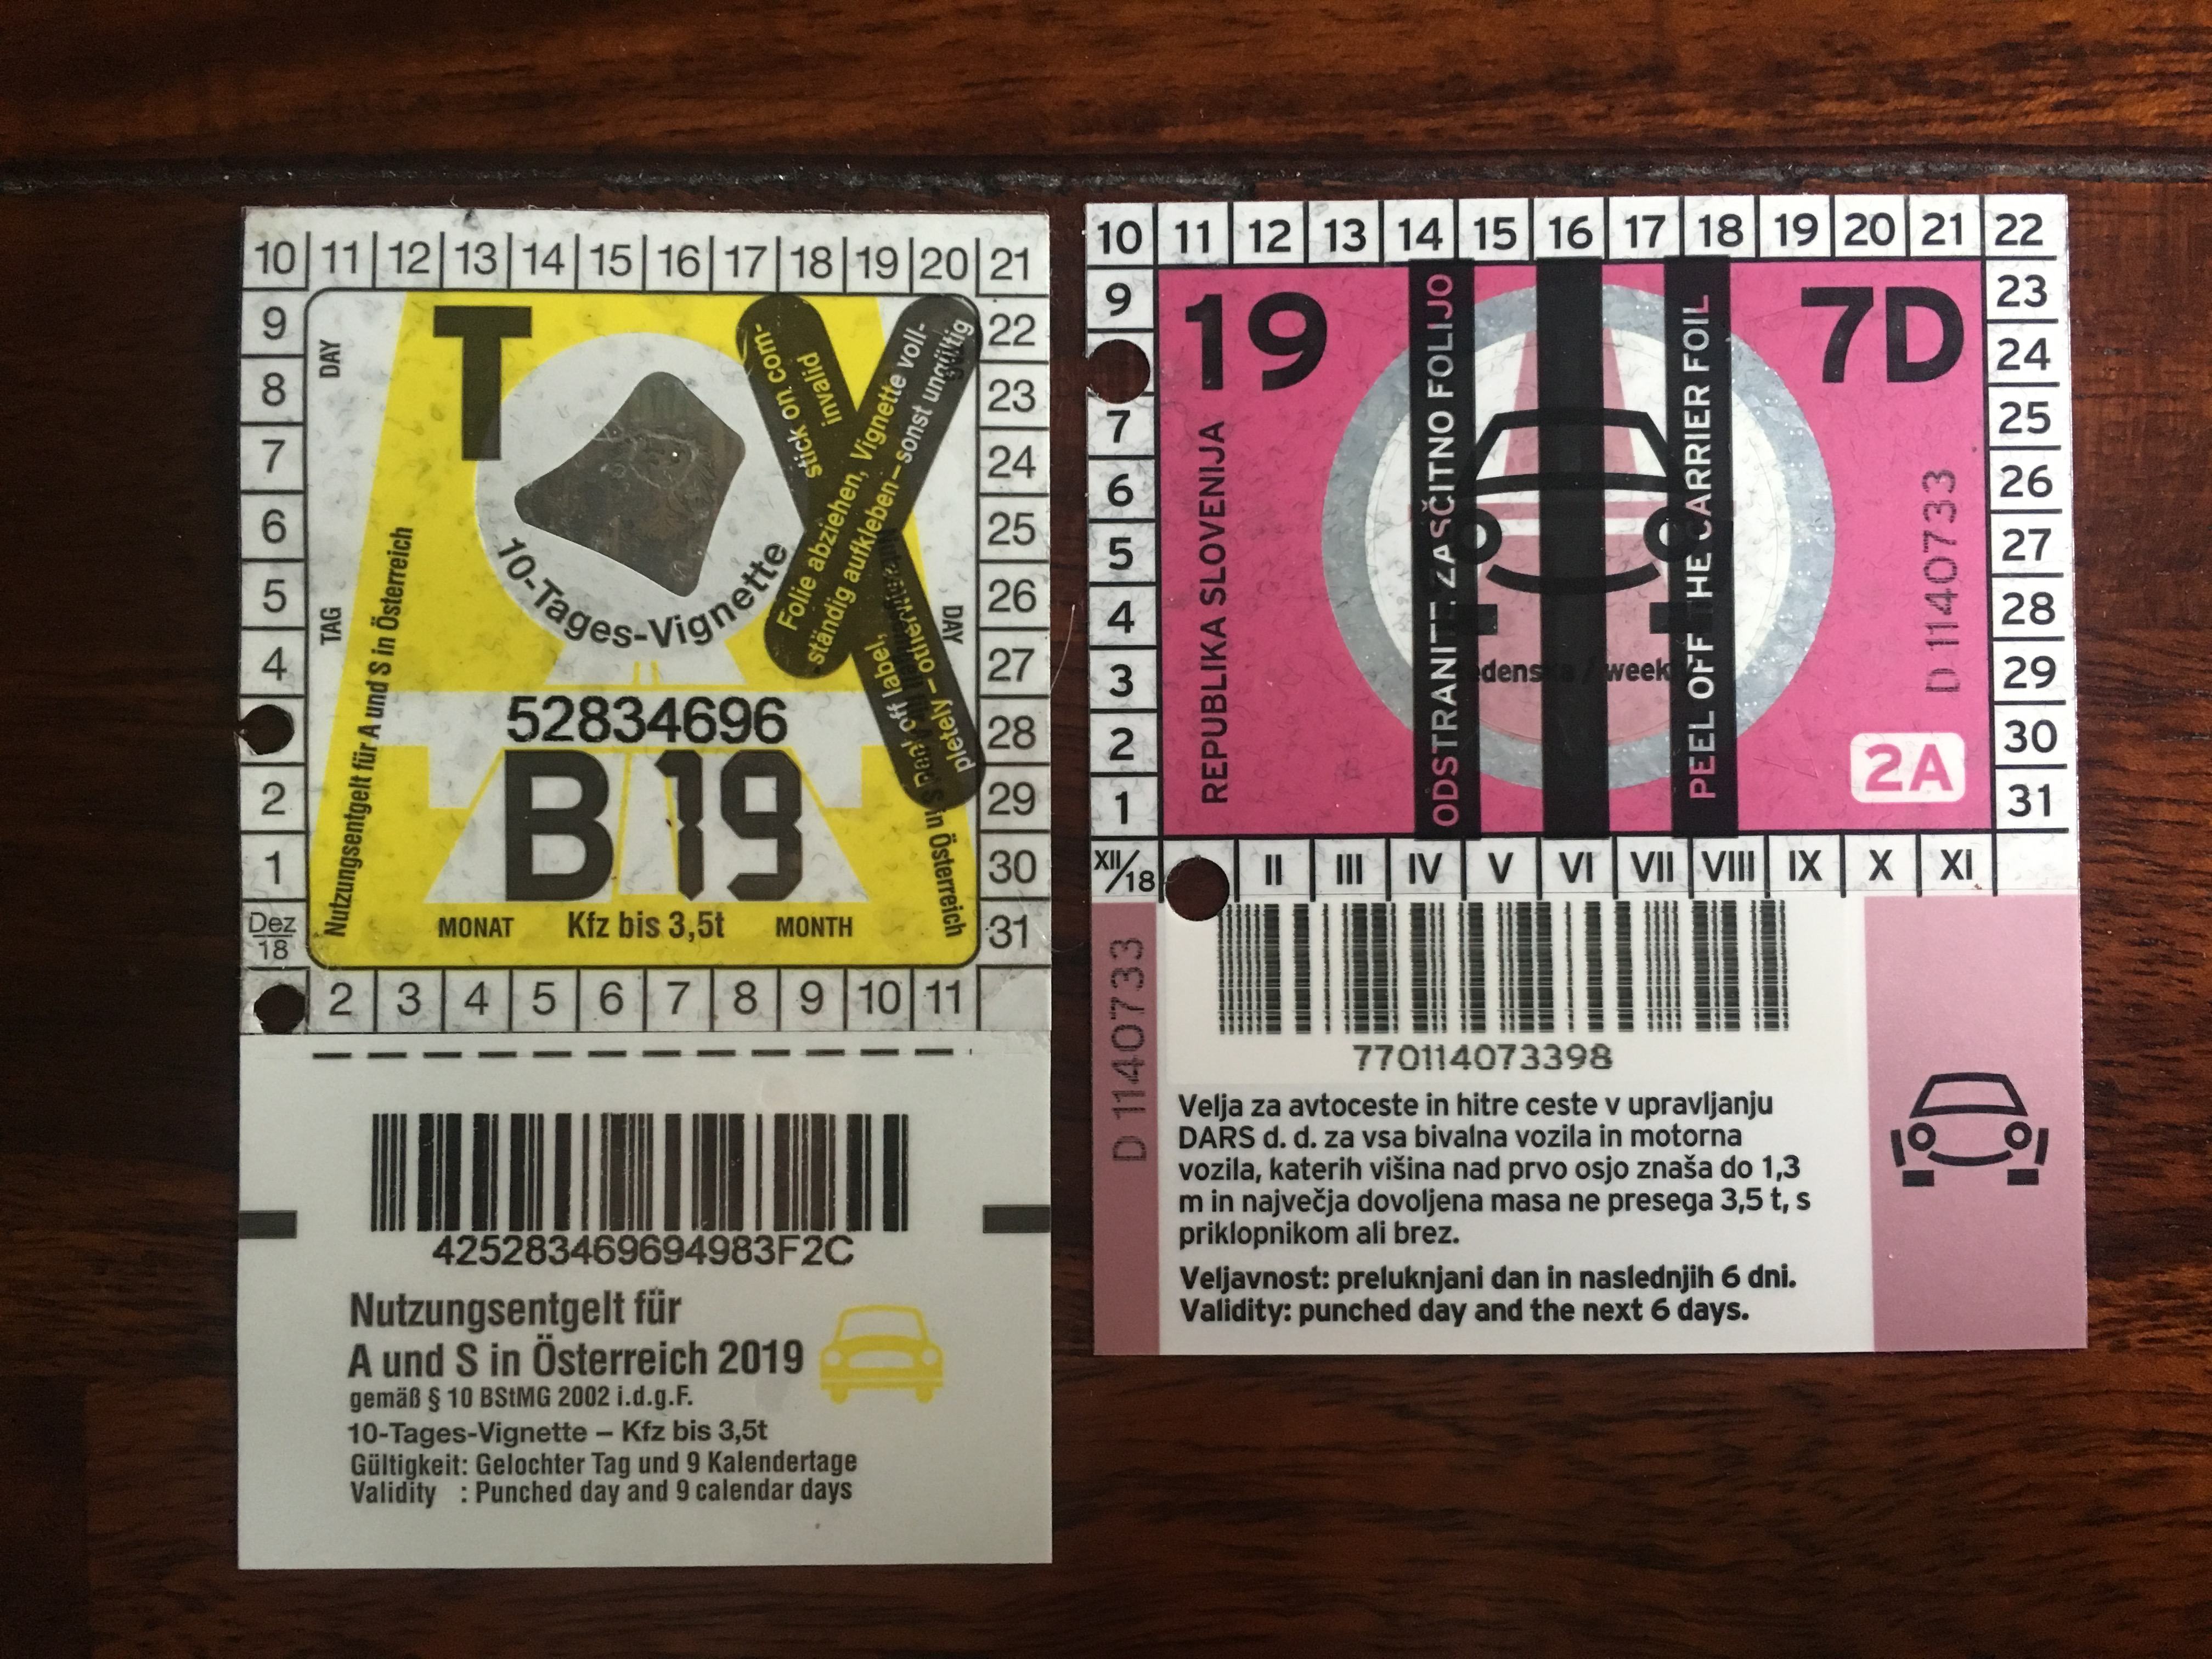 10 11 12 13 14 15 16 17 18 19 20 21
9
8
7
6
5
4
2
1
Dez
18
22
23
24
25
26
27
28
29
30
31
2 3 4 5 6 7 8 9 10 11
DAY
TAG
T
10-Tages-Vignette
stick on com-
invalid
Folie abziehen, Vignette voll-
ständig aufkleben – sonst ungültig
Peel off label,
pletely – otherwise
DAY
Nutzungsentgelt für A und S in Österreich
52834696
B 19
in Österreich
MONAT Kfz bis 3,5t MONTH
425283469694983F2C
Nutzungsentgelt für
A und S in Österreich 2019
gemäß § 10 BStMG 2002 i.d.g.F.
10-Tages-Vignette – Kfz bis 3,5t
Gültigkeit: Gelochter Tag und 9 Kalendertage
Validity : Punched day and 9 calendar days
10 11 12 13 14 15 16 17 18 19 20 21 22
9
7
6
5
4
3
2
1
23
24
25
26
27
28
29
30
31
19
7D
REPUBLIKA SLOVENIJA
ODSTRANITE ZAŠČITNO FOLIJO
PEEL OFF THE CARRIER FOIL
/ week
D 1140733
2A
XII/18 II III IV V VI VII VIII IX X XI
D 1140733
770114073398
Velja za avtoceste in hitre ceste v upravljanju
DARS d. d. za vsa bivalna vozila in motorna
vozila, katerih višina nad prvo osjo znaša do 1,3
m in največja dovoljena masa ne presega 3,5 t, s
priklopnikom ali brez.
Veljavnost: preluknjani dan in naslednjih 6 dni.
Validity: punched day and the next 6 days.